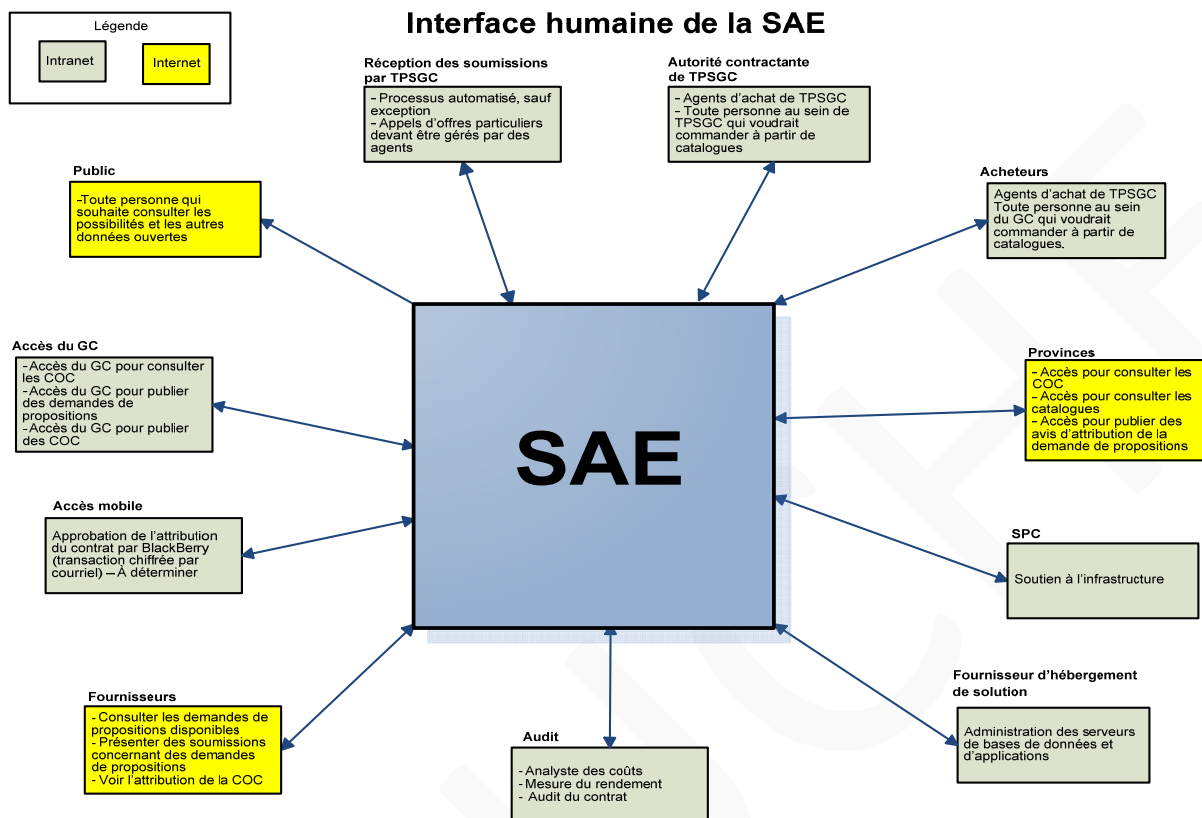 Interface humaine de la SAE
Légende
Intranet
Internet
Réception des soumissions
par TPSGC
- Processus automatisé, sauf
exception
- Appels d'offres particuliers
devant être gérés par des
agents
Autorité contractante
de TPSGC
- Agents d'achat de TPSGC
- Toute personne au sein de
TPSGC qui voudrait
commander à partir de
catalogues
Public
-Toute personne qui
souhaite consulter les
possibilités et les autres
données ouvertes
Acheteurs
Agents d'achat de TPSGC
Toute personne au sein
du GC qui voudrait
commander à partir de
catalogues.
Accès du GC
- Accès du GC pour consulter
les COC
- Accès du GC pour publier
des demandes de
propositions
- Accès du GC pour publier
des COC
Provinces
- Accès pour consulter les
COC
- Accès pour consulter les
catalogues
- Accès pour publier des
avis d'attribution de la
demande de propositions
SAE
Accès mobile
Approbation de l'attribution
du contrat par BlackBerry
(transaction chiffrée par
courriel) – À déterminer
SPC
Soutien à l'infrastructure
Fournisseurs
- Consulter les demandes de
propositions disponibles
- Présenter des soumissions
concernant des demandes
de propositions
- Voir l'attribution de la COC
Audit
- Analyste des coûts
- Mesure du rendement
- Audit du contrat
Fournisseur d'hébergement
de solution
Administration des serveurs
de bases de données et
d'applications